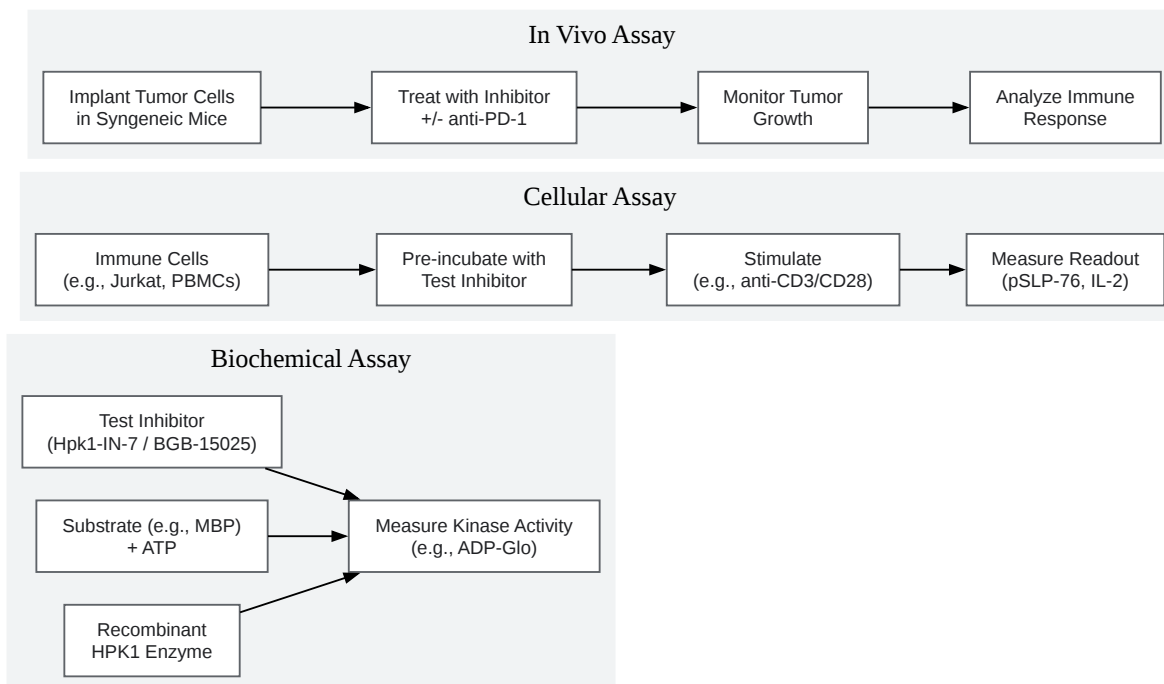 In Vivo Assay
Implant Tumor Cells
in Syngeneic Mice
Treat with Inhibitor
+/- anti-PD-1
Monitor Tumor
Growth
Analyze Immune
Response
Cellular Assay
Immune Cells
(e.g., Jurkat, PBMCs)
Pre-incubate with
Test Inhibitor
Stimulate
(e.g., anti-CD3/CD28)
Measure Readout
(pSLP-76, IL-2)
Biochemical Assay
Test Inhibitor
(Hpk1-IN-7 / BGB-15025)
Substrate (e.g., MBP)
+ ATP
Recombinant
HPK1 Enzyme
Measure Kinase Activity
(e.g., ADP-Glo)